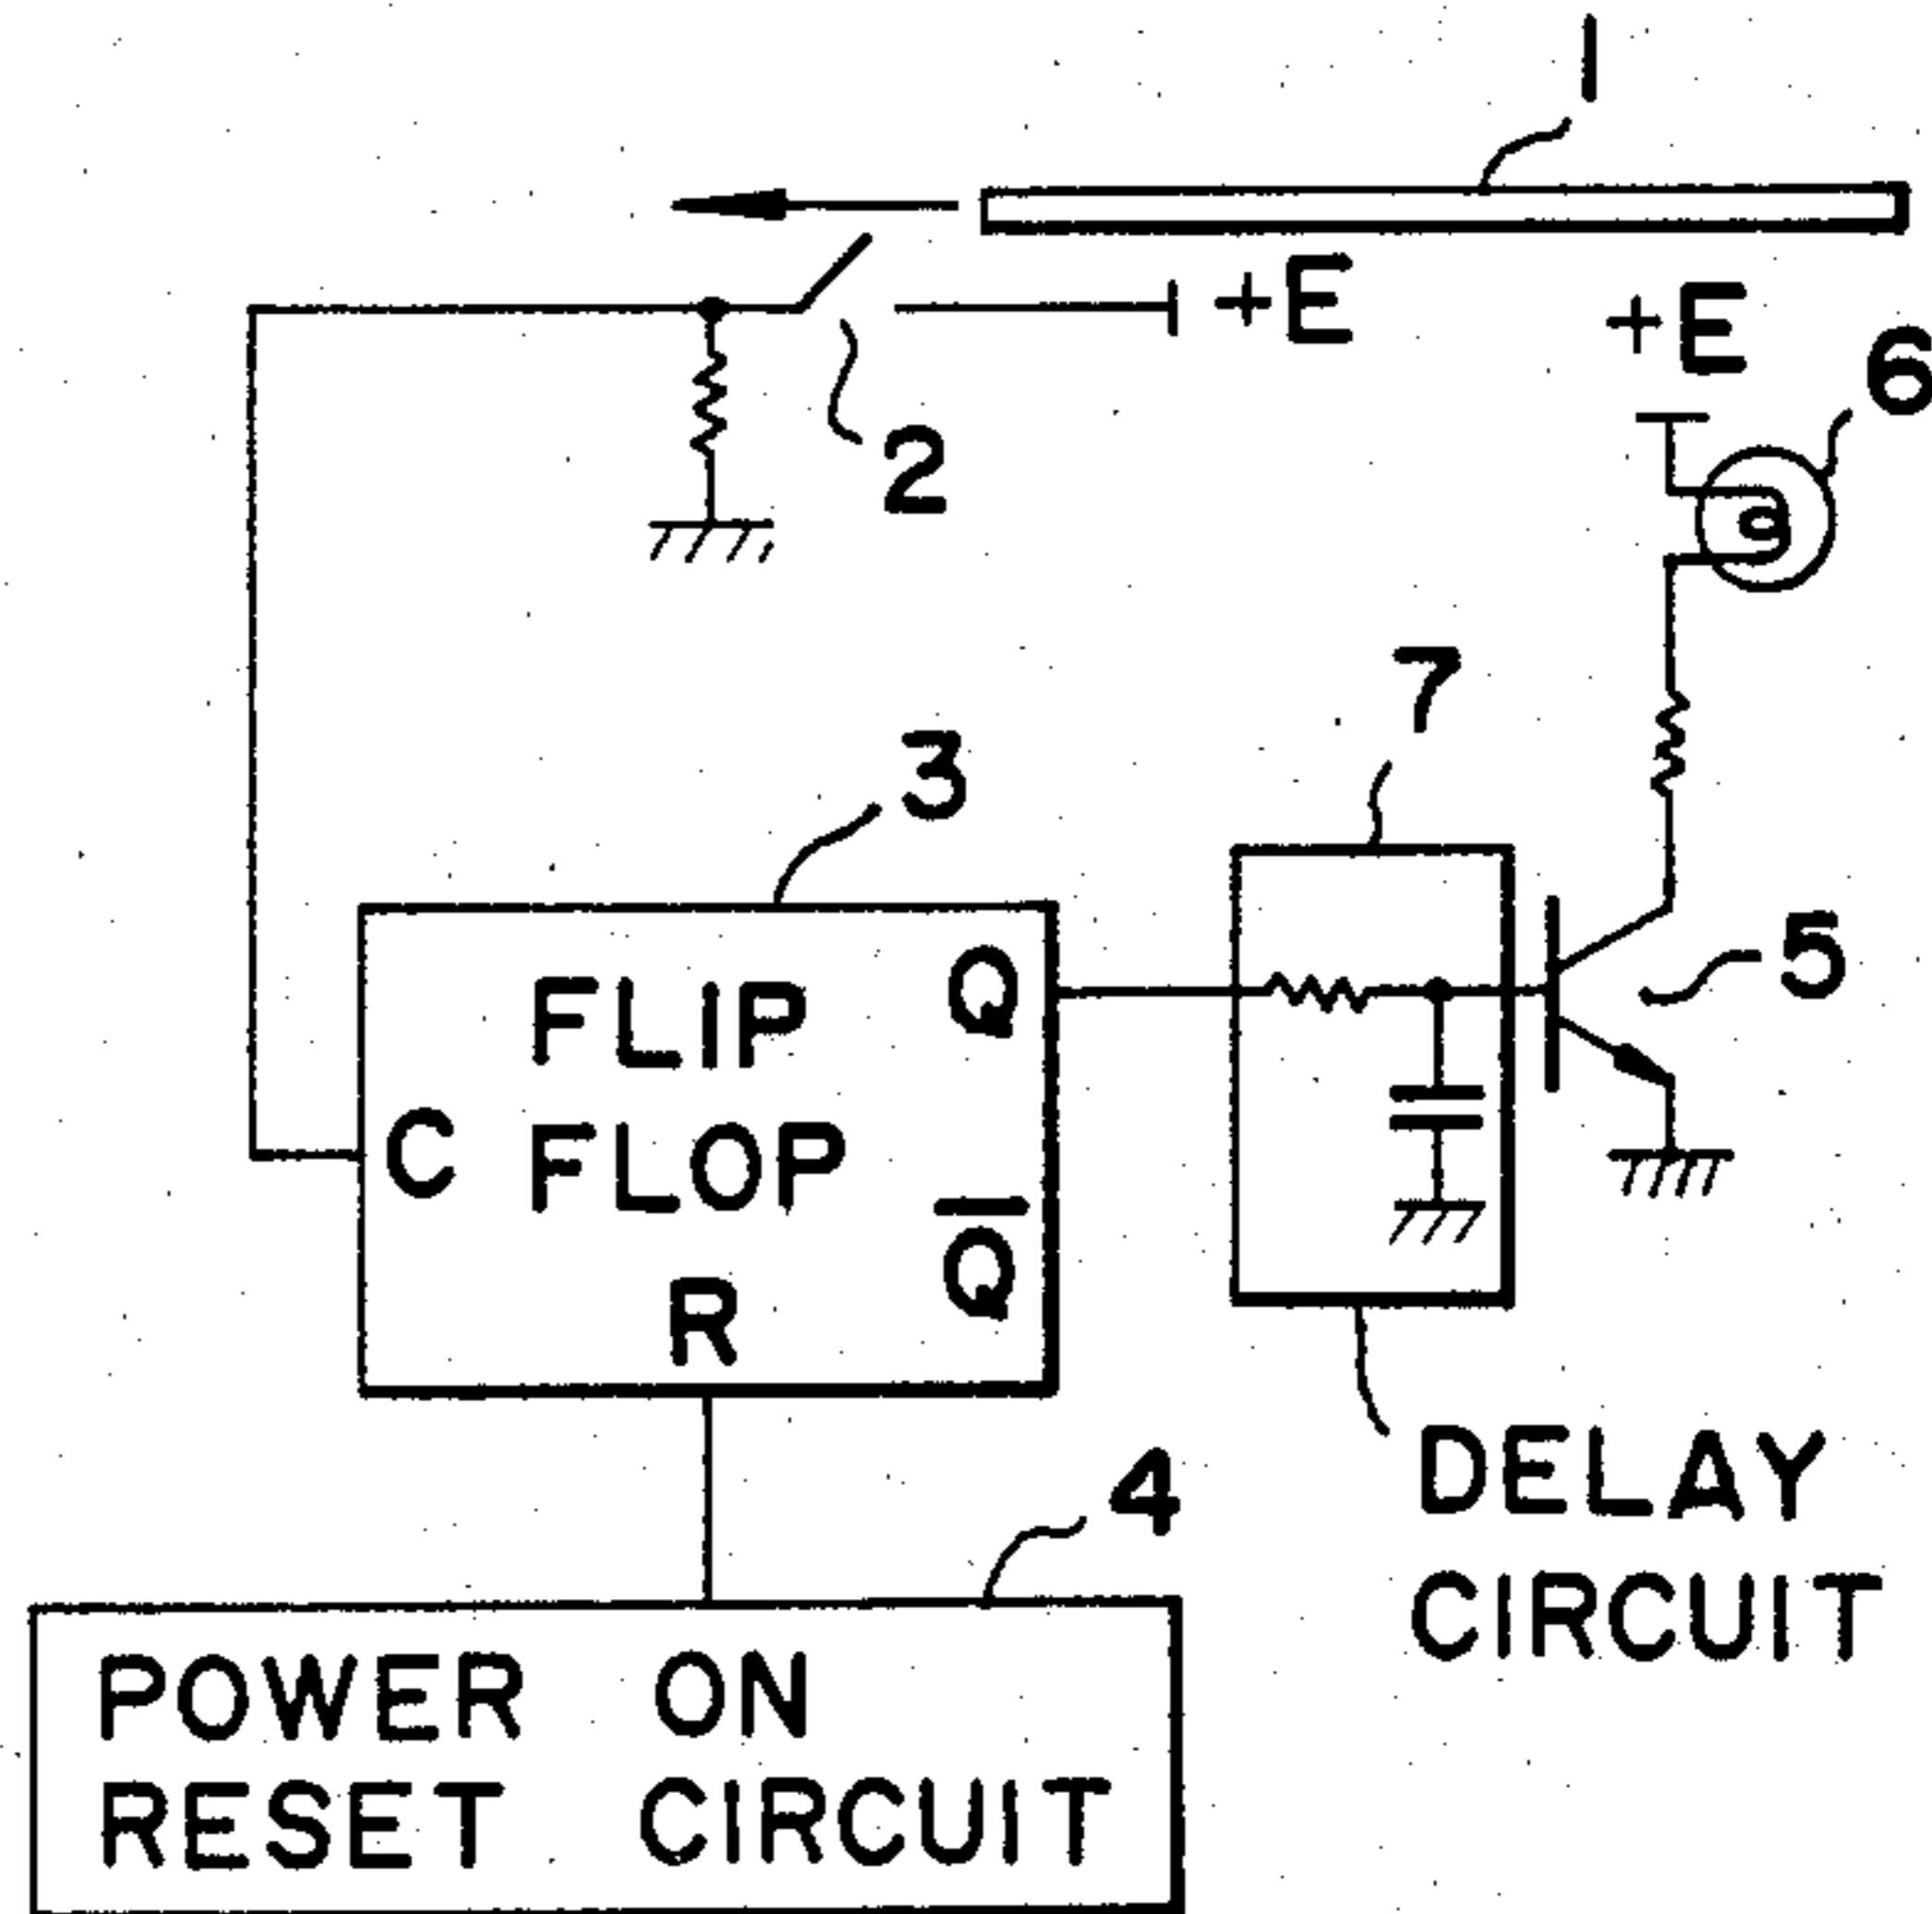 1
+E
+E
6
2
7
3
5
FLIP
Q
C
FLOP
Q̅
R
4
DELAY
CIRCUIT
POWER ON
RESET CIRCUIT